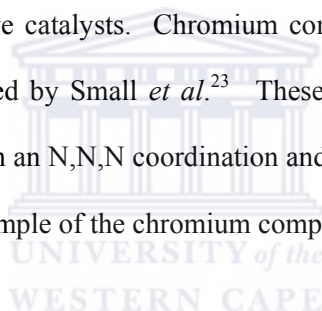 ve catalysts. Chromium con
ed by Small et al.23 These
n an N,N,N coordination and
mple of the chromium comp
UNIVERSITY of the
WESTERN CAPE